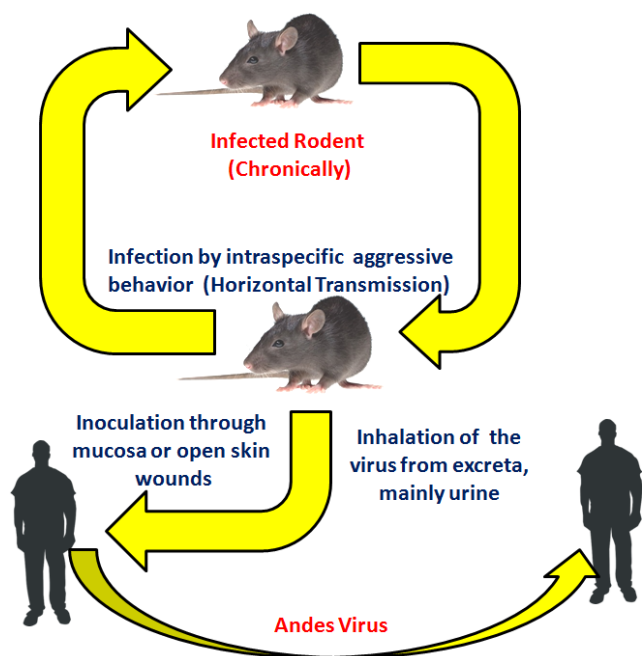 Infected Rodent
(Chronically)
Infection by intraspecific aggressive
behavior (Horizontal Transmission)
Inoculation through
mucosa or open skin
wounds
Inhalation of the
virus from excreta,
mainly urine
Andes Virus